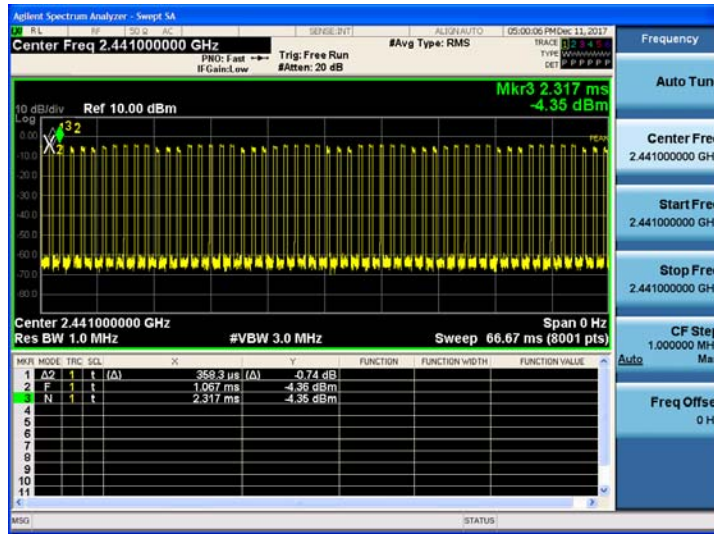 Agilent Spectrum Analyzer - Swept SA
RL RF 50 Ω AC SENSE:INT ALIGNAUTO 05:00:06 PM Dec 11, 2017
Center Freq 2.441000000 GHz
#Avg Type: RMS
TRACE 1 2 3 4 5 6
TYPE
DET P P P P P P
PNO: Fast
IFGain:Low
Trig: Free Run
#Atten: 20 dB
Mkr3 2.317 ms
-4.35 dBm
10 dB/div Ref 10.00 dBm
Log
0.00
-10.0
-20.0
-30.0
-40.0
-50.0
-60.0
-70.0
-80.0
1 3 2
2
PEAK
Center 2.441000000 GHz
Span 0 Hz
Res BW 1.0 MHz #VBW 3.0 MHz Sweep 66.67 ms (8001 pts)
MKR MODE TRC SCL X Y FUNCTION FUNCTION WIDTH FUNCTION VALUE
1 Δ2 1 t (Δ) 358.3 µs (Δ) -0.74 dB
2 F 1 t 1.067 ms -4.36 dBm
3 N 1 t 2.317 ms -4.35 dBm
4
5
6
7
8
9
10
11
MSG STATUS
Frequency
Auto Tun
Center Fre
2.441000000 GH
Start Fre
2.441000000 GH
Stop Fre
2.441000000 GH
CF Step
1.000000 MH
Auto Ma
Freq Offse
0 H